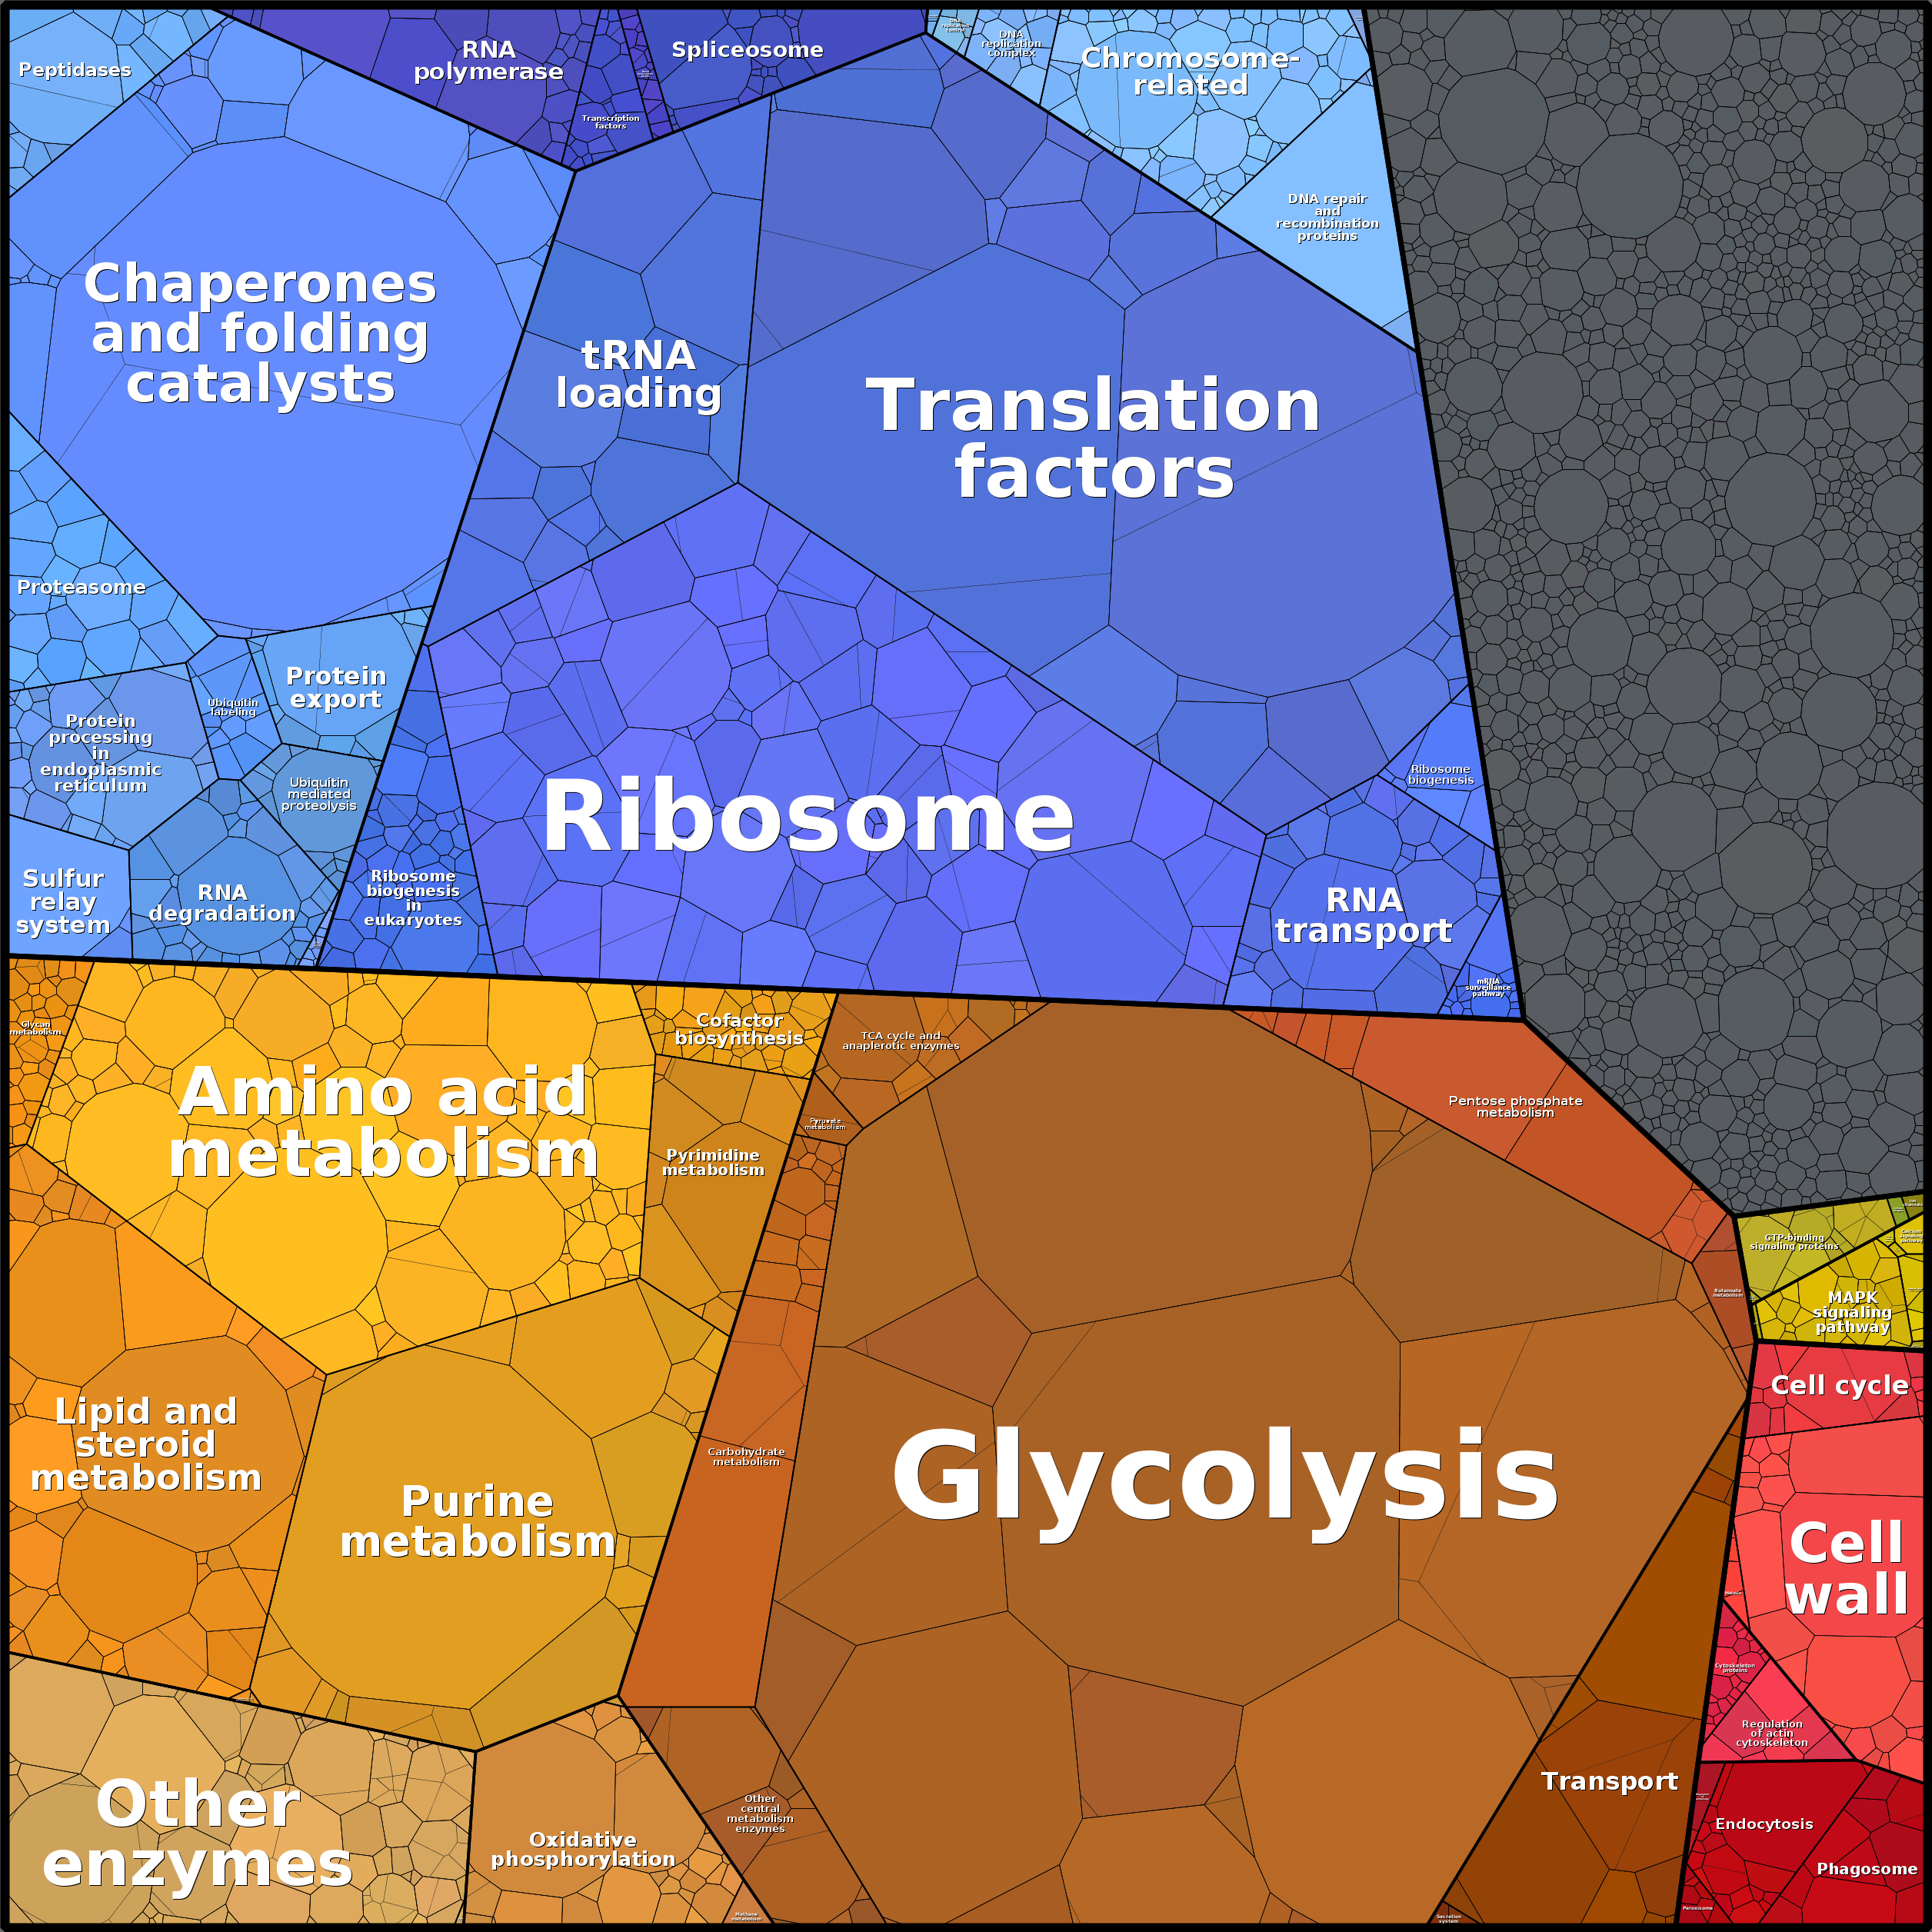 Peptidases
RNA
polymerase
Transcription
factors
Spliceosome
DNA
replication
complex
Chromosome-
related
DNA repair
and
recombination
proteins
Chaperones
and folding
catalysts
tRNA
loading
Translation
factors
Proteasome
Protein
export
Ubiquitin
labeling
Protein
processing
in
endoplasmic
reticulum
Ubiquitin
mediated
proteolysis
Ribosome
Ribosome
biogenesis
Sulfur
relay
system
RNA
degradation
Ribosome
biogenesis
in
eukaryotes
RNA
transport
mRNA
surveillance
pathway
Glycan
metabolism
Amino acid
metabolism
Cofactor
biosynthesis
TCA cycle and
anaplerotic enzymes
Pyruvate
metabolism
Pyrimidine
metabolism
Pentose phosphate
metabolism
GTP-binding
signaling proteins
Butanoate
metabolism
MAPK
signaling
pathway
Cell cycle
Lipid and
steroid
metabolism
Purine
metabolism
Carbohydrate
metabolism
Glycolysis
Cell
wall
Cytoskeleton
proteins
Regulation
of actin
cytoskeleton
Other
enzymes
Oxidative
phosphorylation
Other
central
metabolism
enzymes
Methane
metabolism
Transport
Secretion
system
Endocytosis
Phagosome
Peroxisome